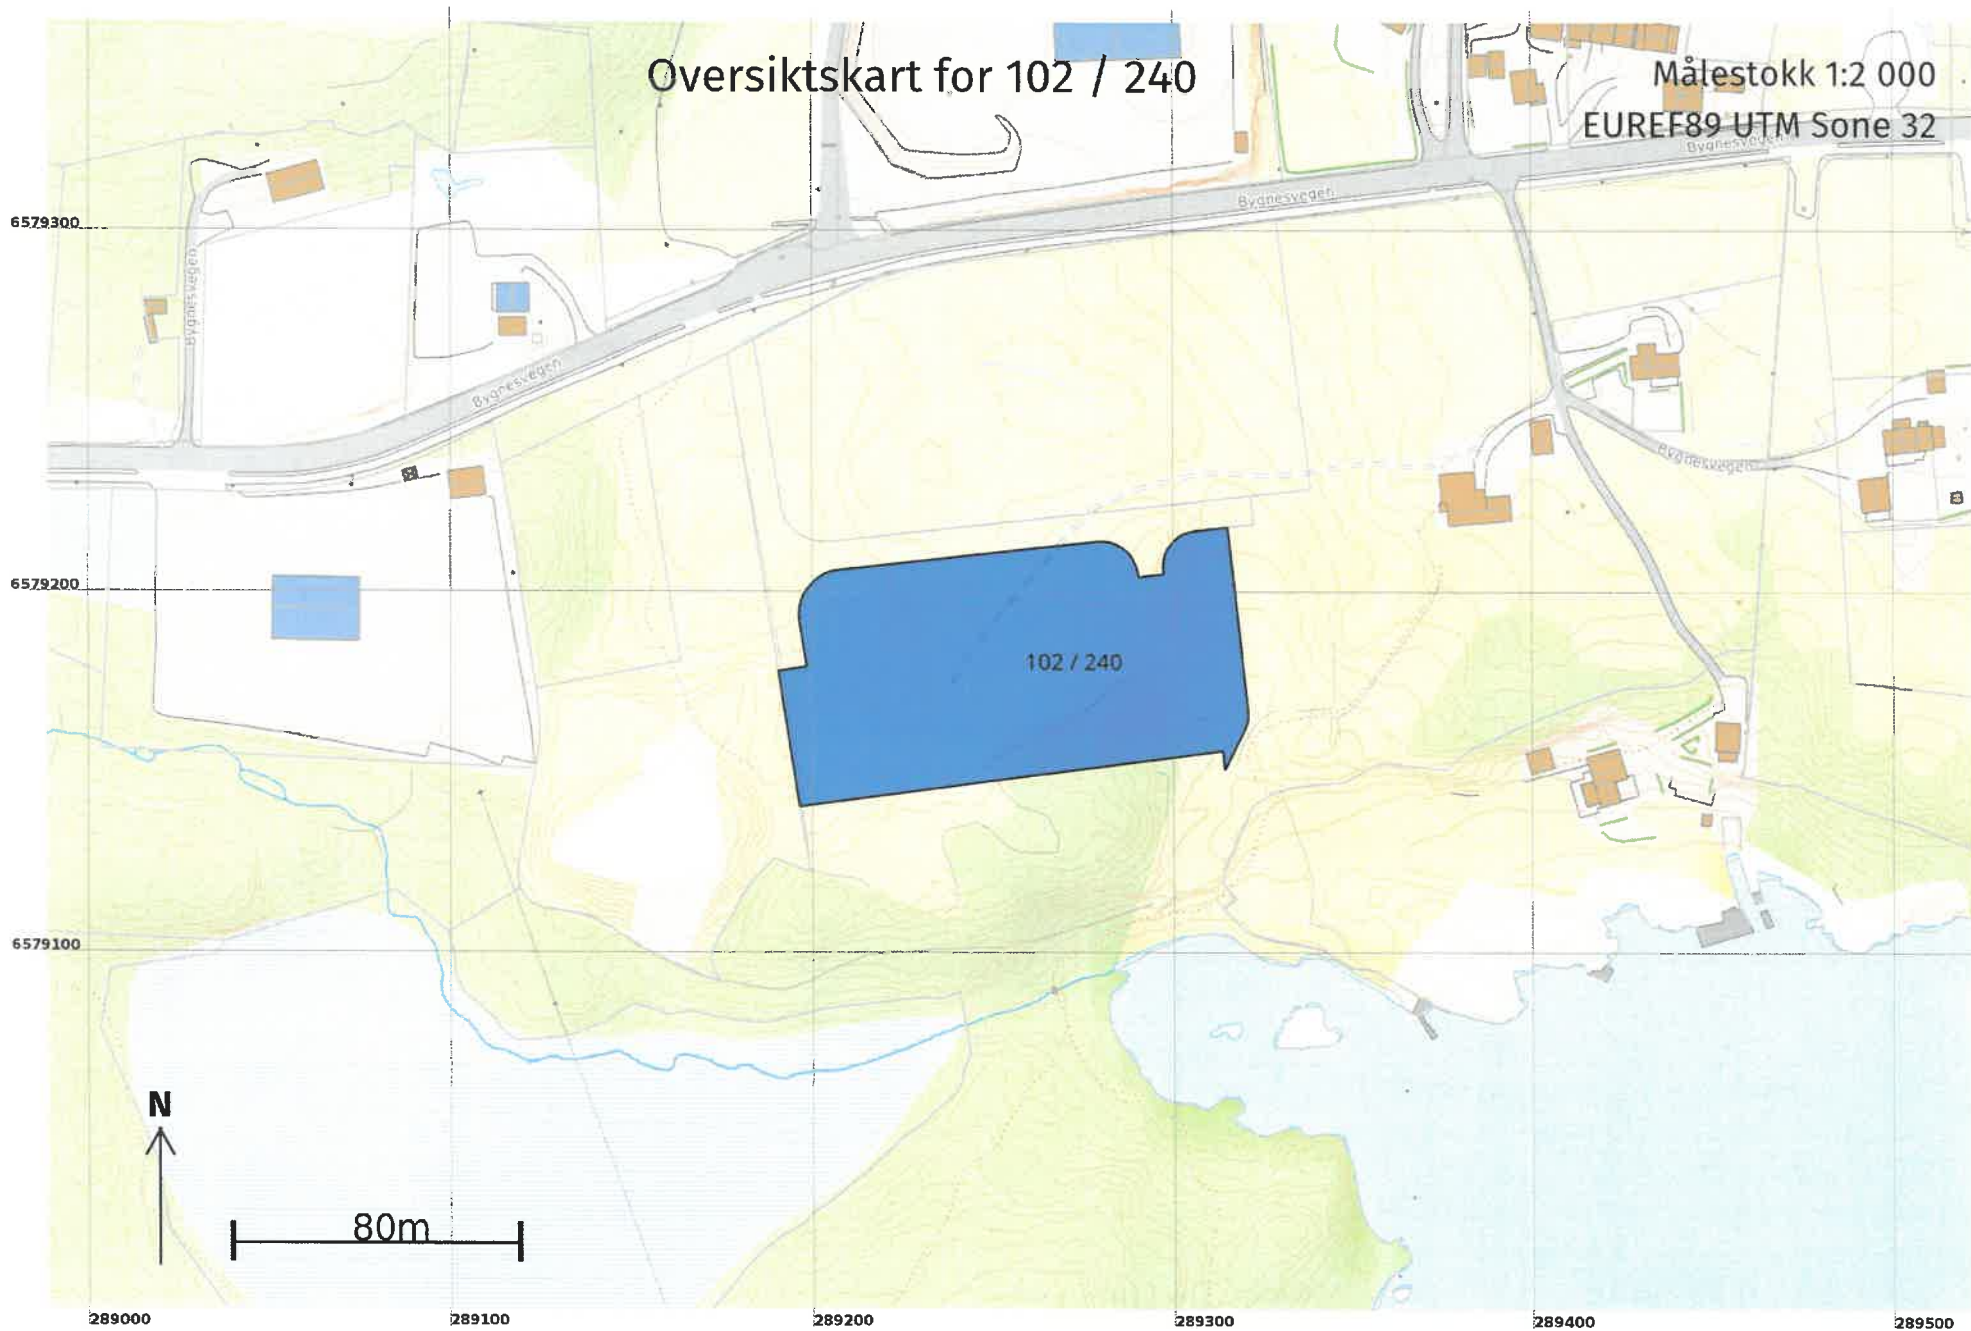 Oversiktskart for 102 / 240
Målestokk 1:2 000
EUREF89 UTM Sone 32
Bygnesvegen
Bygnesvegen
6579300
Bygnesvegen
Bygnesvegen
Bygnesvegen
6579200
102 / 240
6579100
N
80m
289000
289100
289200
289300
289400
289500